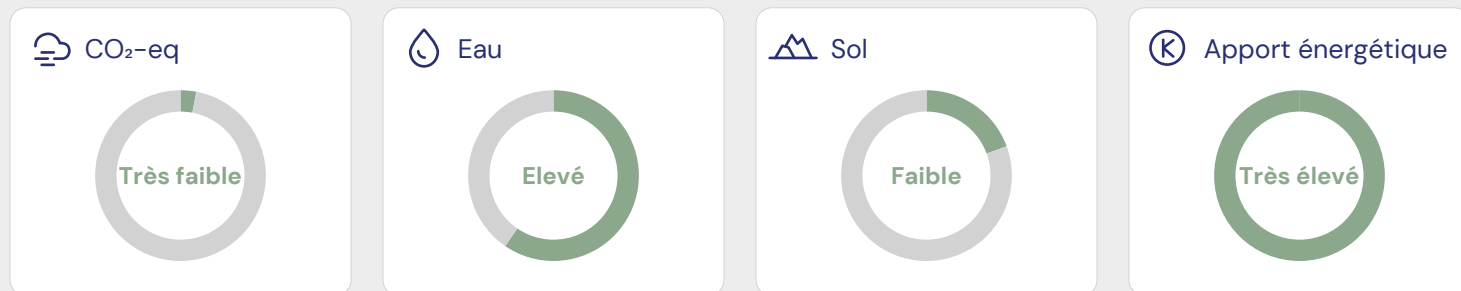 CO₂-eq
Très faible
Eau
Elevé
Sol
Faible
Apport énergétique
Très élevé